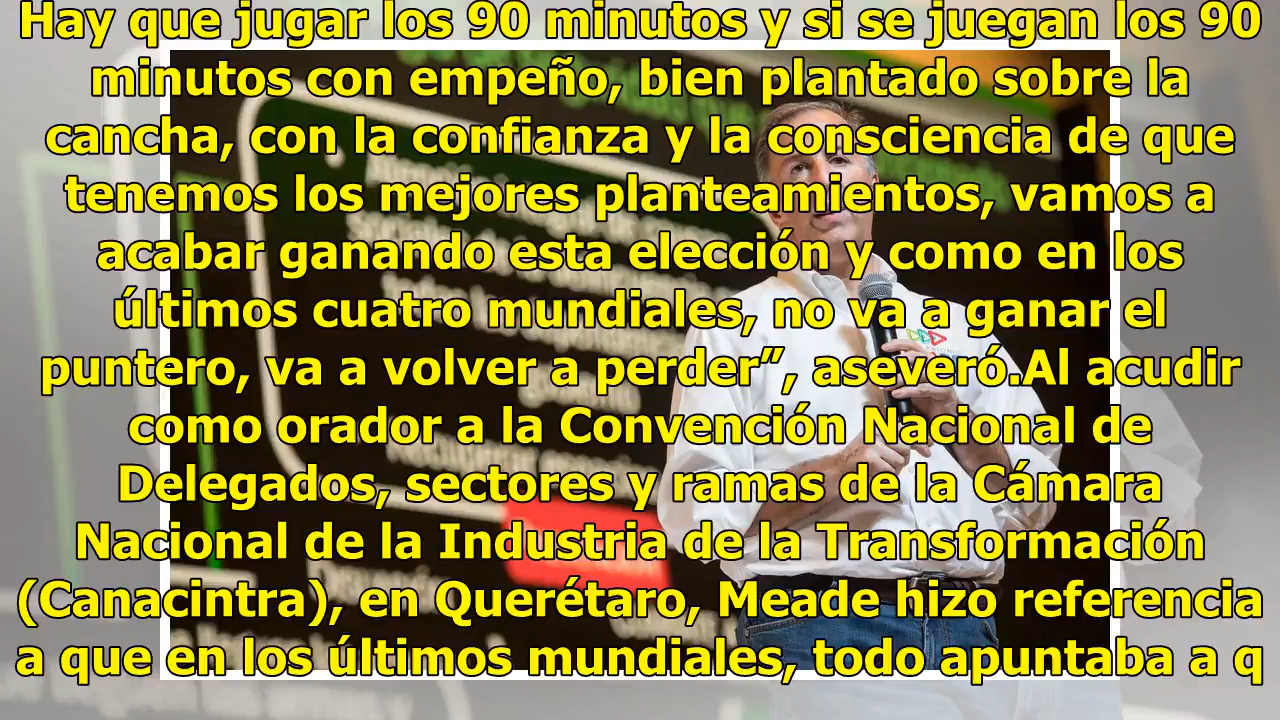 Hay que jugar los 90 minutos y si se juegan los 90
minutos con empeño, bien plantado sobre la
cancha, con la confianza y la consciencia de que
tenemos los mejores planteamientos, vamos a
acabar ganando esta elección y como en los
últimos cuatro mundiales, no va a ganar el
puntero, va a volver a perder”, aseveró.Al acudir
como orador a la Convención Nacional de
Delegados, sectores y ramas de la Cámara
Nacional de la Industria de la Transformación
(Canacintra), en Querétaro, Meade hizo referencia
a que en los últimos mundiales, todo apuntaba a q